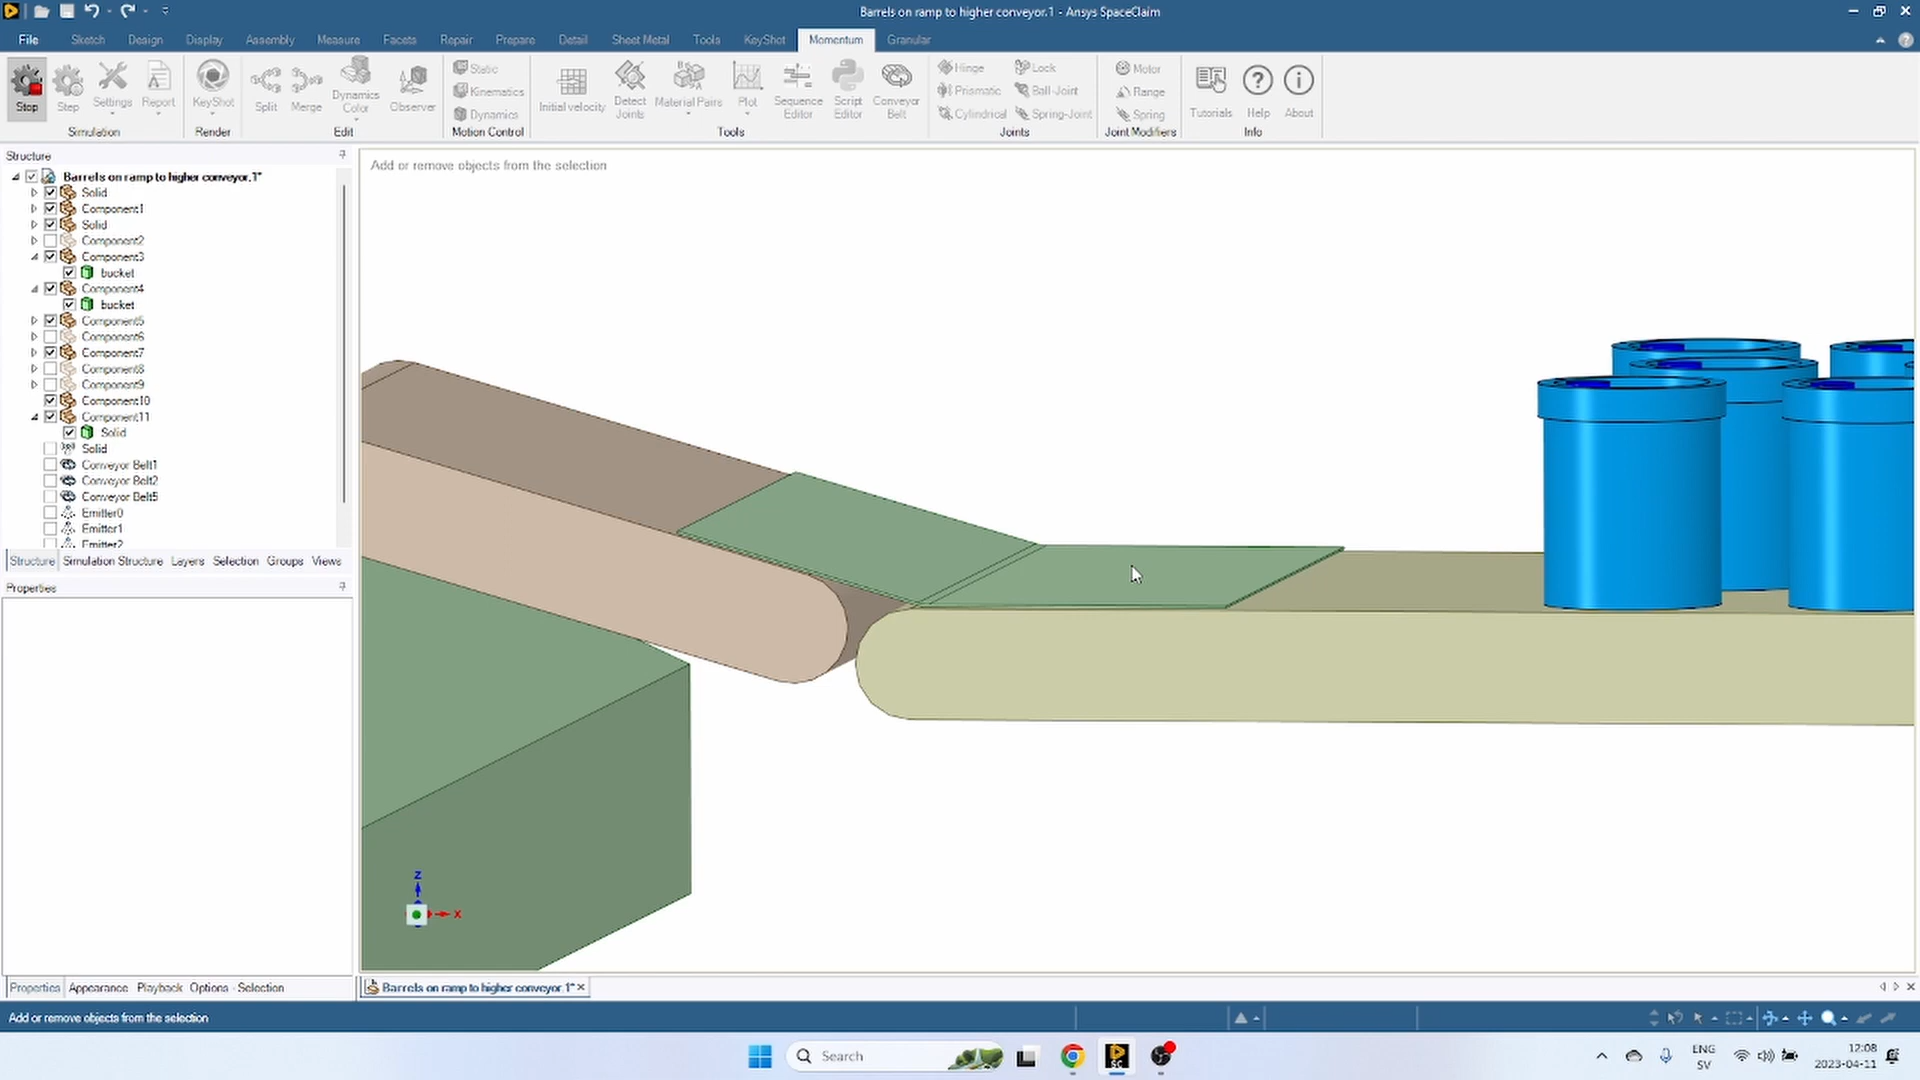 Barrels on ramp to higher conveyor.1 - Ansys SpaceClaim
File Sketch Design Display Assembly Measure Facets Repair Prepare Detail Sheet Metal Tools KeyShot Momentum Granular
Stop Step Settings Report
Simulation
KeyShot
Render
Split Merge Dynamics Color Observer
Edit
Static
Kinematics
Dynamics
Motion Control
Initial velocity Detect Joints Material Pairs Plot Sequence Editor Script Editor Conveyor Belt
Tools
Hinge Lock
Prismatic Ball-Joint
Cylindrical Spring-Joint
Joints
Motor
Range
Spring
Joint Modifiers
Tutorials Help About
Info
Structure
Barrels on ramp to higher conveyor.1*
Solid
Component1
Solid
Component2
Component3
bucket
Component4
bucket
Component5
Component6
Component7
Component8
Component9
Component10
Component11
Solid
Solid
Conveyor Belt1
Conveyor Belt2
Conveyor Belt5
Emitter0
Emitter1
Emitter2
Structure Simulation Structure Layers Selection Groups Views
Properties
Properties Appearance Playback Options - Selection
Add or remove objects from the selection
Z
X
Barrels on ramp to higher conveyor.1*
Add or remove objects from the selection
Search
SC
ENG
SV
12:08
2023-04-11